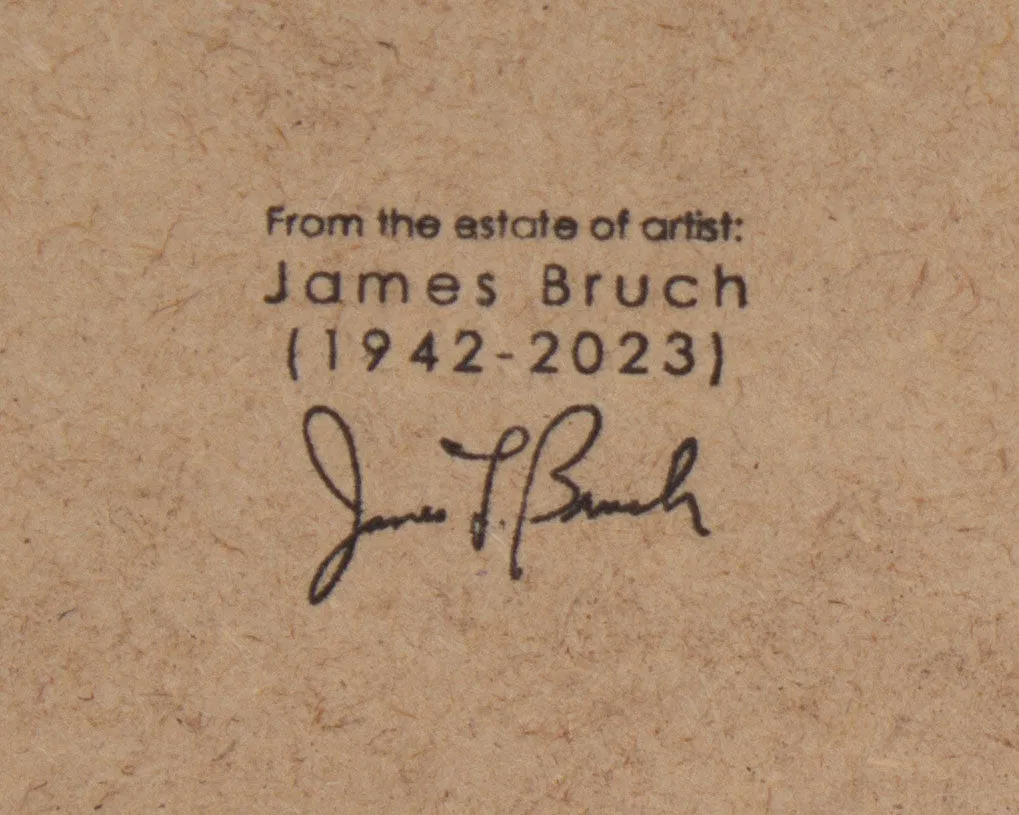 From the estate of artist:
James Bruch
(1942-2023)
James T. Bruch